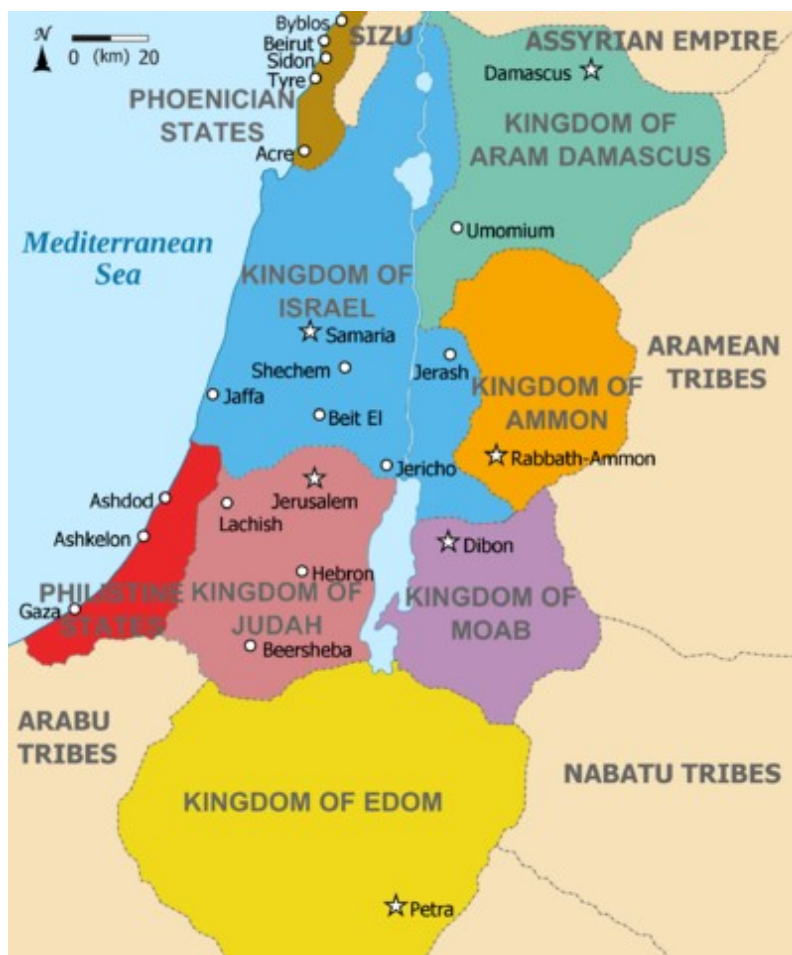 N
0 (km) 20
Byblos
Beirut
Sidon
Tyre
SIZU
ASSYRIAN EMPIRE
Damascus
PHOENICIAN
STATES
KINGDOM OF
ARAM DAMASCUS
Acre
Umomium
Mediterranean
Sea
KINGDOM OF
ISRAEL
Samaria
Shechem
Jerash
ARAMEAN
TRIBES
KINGDOM OF
AMMON
Jaffa
Beit El
Jericho
Rabbath-Ammon
Ashdod
Jerusalem
Lachish
Ashkelon
Dibon
Hebron
PHILISTINE
STATES
Gaza
KINGDOM OF
JUDAH
KINGDOM OF
MOAB
Beersheba
ARABU
TRIBES
NABATU TRIBES
KINGDOM OF EDOM
Petra